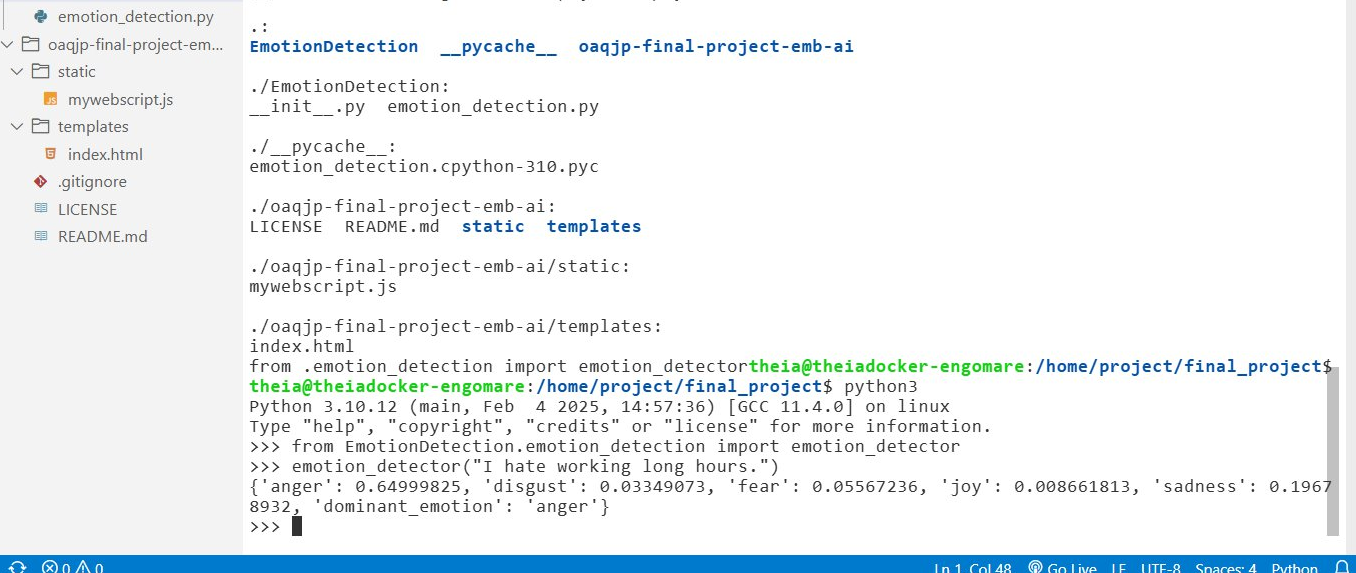 emotion_detection.py
oaqjp-final-project-em...
static
mywebscript.js
templates
index.html
.gitignore
LICENSE
README.md
.:
EmotionDetection  __pycache__  oaqjp-final-project-emb-ai
./EmotionDetection:
__init__.py  emotion_detection.py
./__pycache__:
emotion_detection.cpython-310.pyc
./oaqjp-final-project-emb-ai:
LICENSE  README.md  static  templates
./oaqjp-final-project-emb-ai/static:
mywebscript.js
./oaqjp-final-project-emb-ai/templates:
index.html
from .emotion_detection import emotion_detectortheia@theiadocker-engomare:/home/project/final_project$
theia@theiadocker-engomare:/home/project/final_project$ python3
Python 3.10.12 (main, Feb  4 2025, 14:57:36) [GCC 11.4.0] on linux
Type "help", "copyright", "credits" or "license" for more information.
>>> from EmotionDetection.emotion_detection import emotion_detector
>>> emotion_detector("I hate working long hours.")
{'anger': 0.64999825, 'disgust': 0.03349073, 'fear': 0.05567236, 'joy': 0.008661813, 'sadness': 0.1967
8932, 'dominant_emotion': 'anger'}
>>>
0 0 Ln 1, Col 48 Go Live LF UTF-8 Spaces: 4 Python